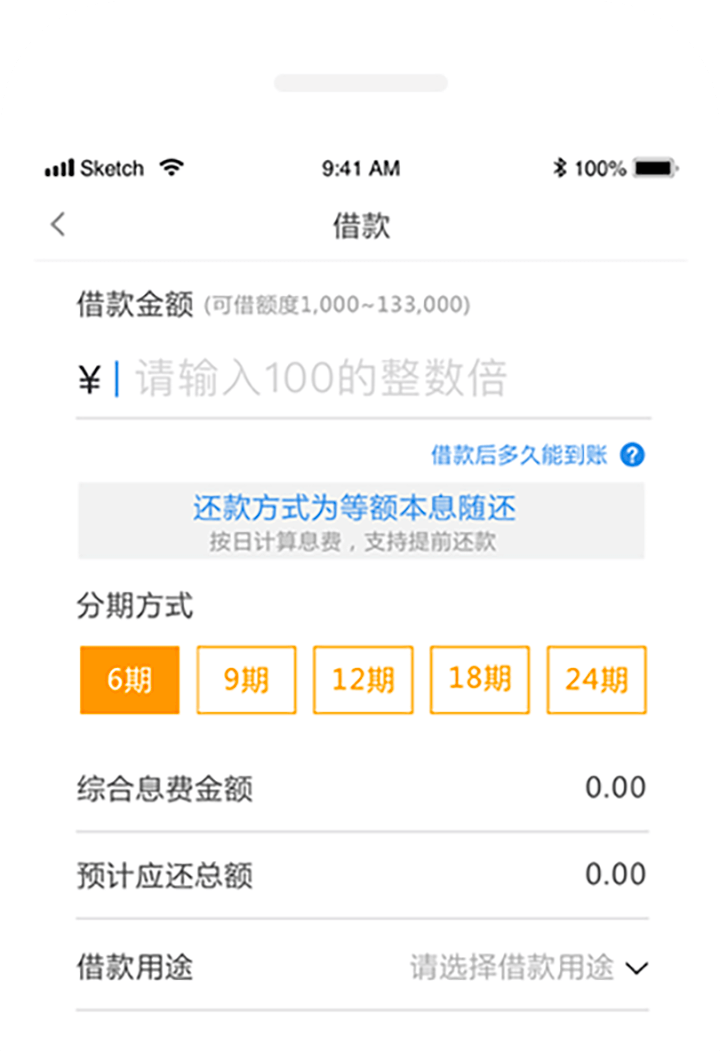 Sketch 9:41 AM 100%
借款
借款金额 (可借额度1,000~133,000)
¥ 请输入100的整数倍
借款后多久能到账 ?
还款方式为等额本息随还
按日计算息费，支持提前还款
分期方式
6期 9期 12期 18期 24期
综合息费金额 0.00
预计应还总额 0.00
借款用途 请选择借款用途